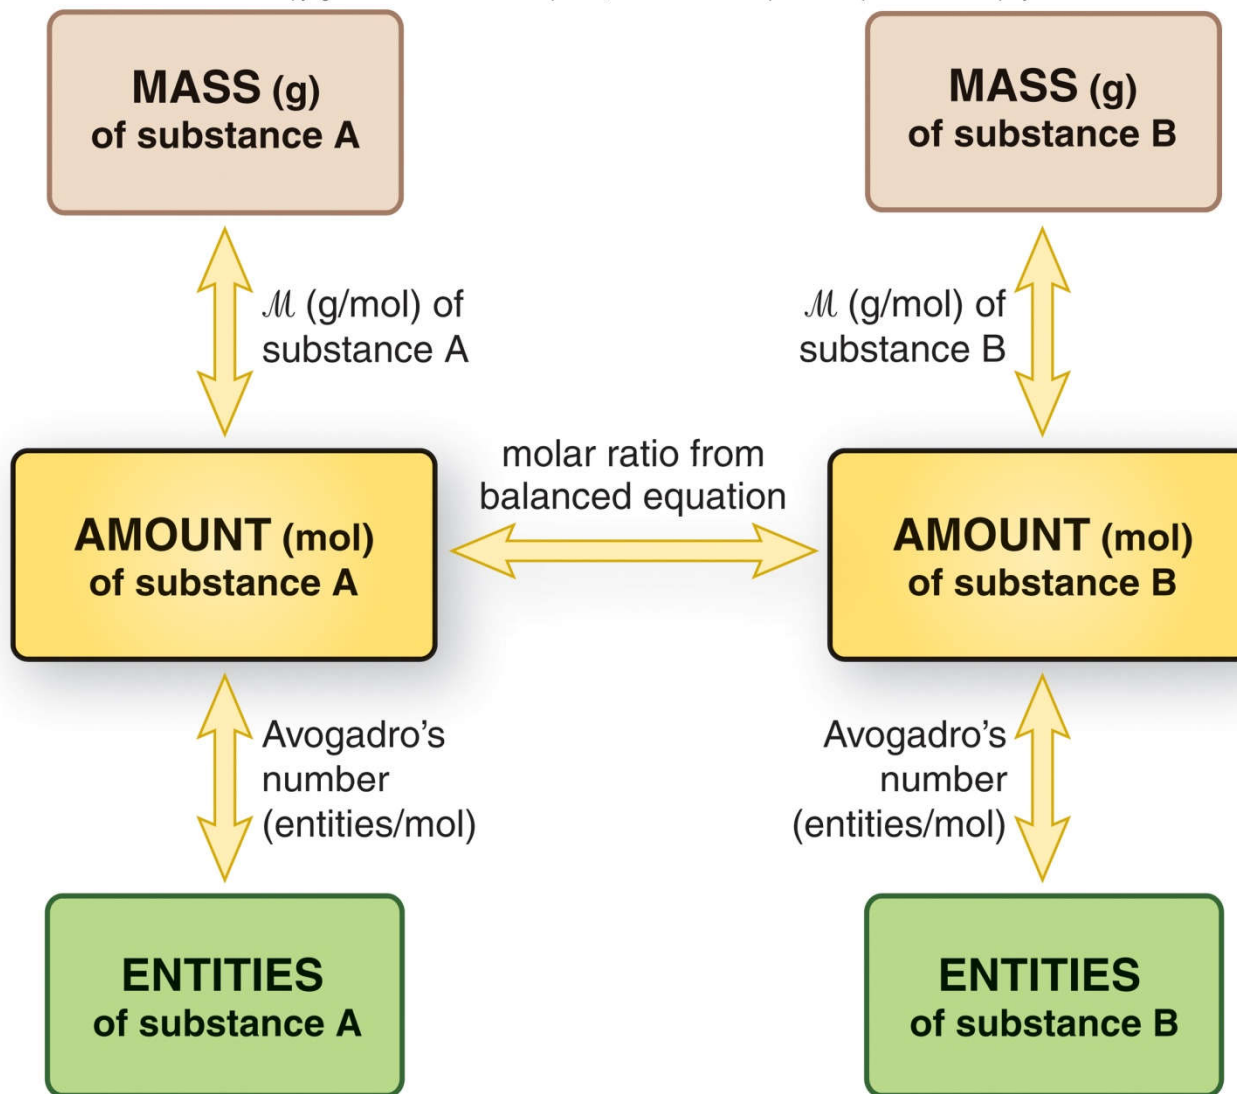 MASS (g)
of substance A
MASS (g)
of substance B
ℳ (g/mol) of
substance A
ℳ (g/mol) of
substance B
molar ratio from
balanced equation
AMOUNT (mol)
of substance A
AMOUNT (mol)
of substance B
Avogadro’s
number
(entities/mol)
Avogadro’s
number
(entities/mol)
ENTITIES
of substance A
ENTITIES
of substance B